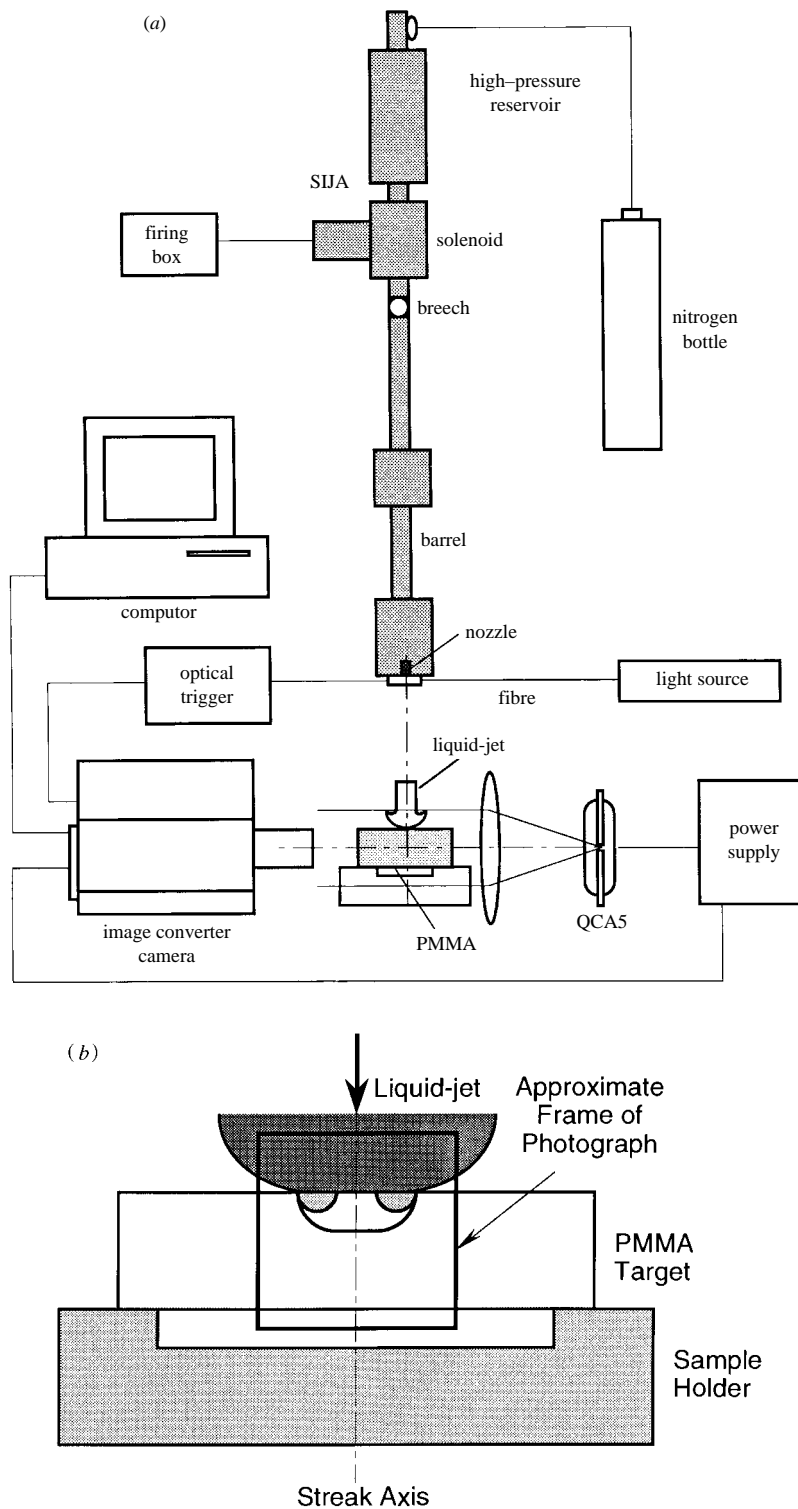 (a)
high–pressure
reservoir
SIJA
firing
box
solenoid
breech
nitrogen
bottle
barrel
computor
nozzle
optical
trigger
light source
fibre
liquid-jet
power
supply
QCA5
PMMA
image converter
camera
(b)
Liquid-jet
Approximate
Frame of
Photograph
PMMA
Target
Sample
Holder
Streak Axis